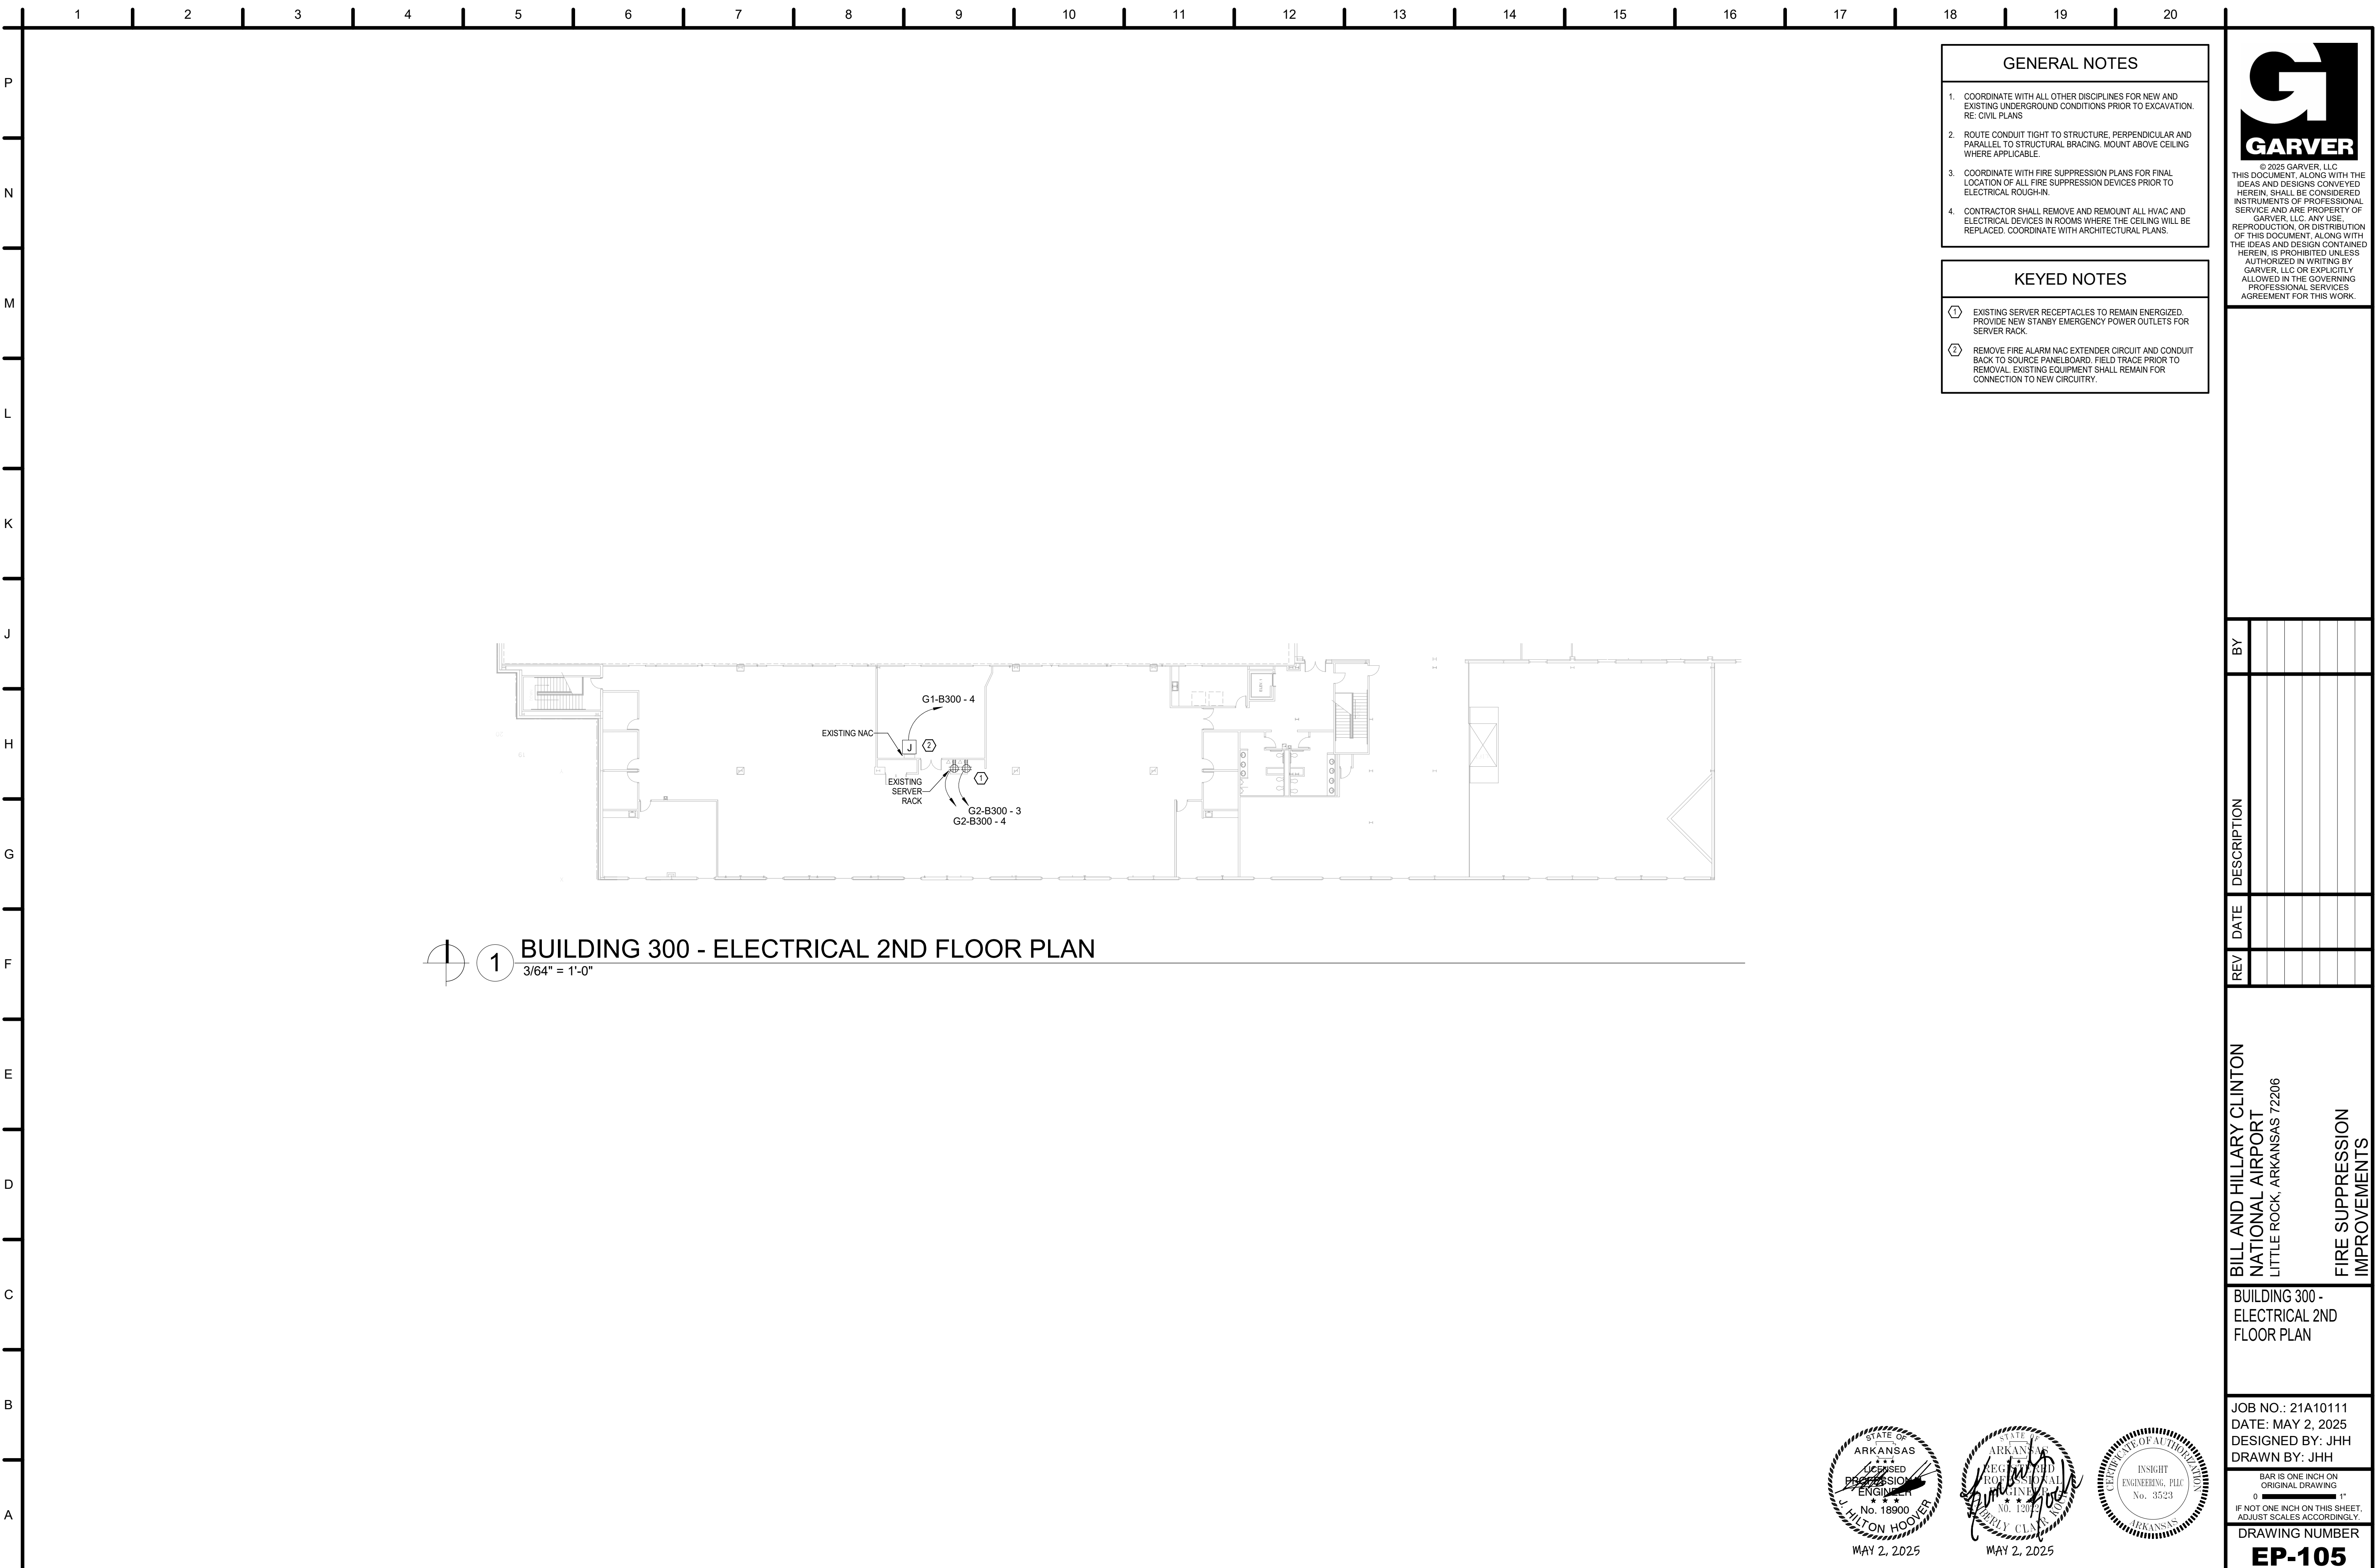 1 2 3 4 5 6 7 8 9 10 11 12 13 14 15 16 17 18 19 20
P
N
M
L
K
J
H
G
F
E
D
C
B
A
GENERAL NOTES
1. COORDINATE WITH ALL OTHER DISCIPLINES FOR NEW AND
EXISTING UNDERGROUND CONDITIONS PRIOR TO EXCAVATION.
RE: CIVIL PLANS
2. ROUTE CONDUIT TIGHT TO STRUCTURE, PERPENDICULAR AND
PARALLEL TO STRUCTURAL BRACING. MOUNT ABOVE CEILING
WHERE APPLICABLE.
3. COORDINATE WITH FIRE SUPPRESSION PLANS FOR FINAL
LOCATION OF ALL FIRE SUPPRESSION DEVICES PRIOR TO
ELECTRICAL ROUGH-IN.
4. CONTRACTOR SHALL REMOVE AND REMOUNT ALL HVAC AND
ELECTRICAL DEVICES IN ROOMS WHERE THE CEILING WILL BE
REPLACED. COORDINATE WITH ARCHITECTURAL PLANS.
KEYED NOTES
1 EXISTING SERVER RECEPTACLES TO REMAIN ENERGIZED.
PROVIDE NEW STANBY EMERGENCY POWER OUTLETS FOR
SERVER RACK.
2 REMOVE FIRE ALARM NAC EXTENDER CIRCUIT AND CONDUIT
BACK TO SOURCE PANELBOARD. FIELD TRACE PRIOR TO
REMOVAL. EXISTING EQUIPMENT SHALL REMAIN FOR
CONNECTION TO NEW CIRCUITRY.
G1-B300 - 4
EXISTING NAC
J
2
1
EXISTING
SERVER
RACK
G2-B300 - 3
G2-B300 - 4
1
BUILDING 300 - ELECTRICAL 2ND FLOOR PLAN
3/64" = 1'-0"
GARVER
© 2025 GARVER, LLC
THIS DOCUMENT, ALONG WITH THE
IDEAS AND DESIGNS CONVEYED
HEREIN, SHALL BE CONSIDERED
INSTRUMENTS OF PROFESSIONAL
SERVICE AND ARE PROPERTY OF
GARVER, LLC. ANY USE,
REPRODUCTION, OR DISTRIBUTION
OF THIS DOCUMENT, ALONG WITH
THE IDEAS AND DESIGN CONTAINED
HEREIN, IS PROHIBITED UNLESS
AUTHORIZED IN WRITING BY
GARVER, LLC OR EXPLICITLY
ALLOWED IN THE GOVERNING
PROFESSIONAL SERVICES
AGREEMENT FOR THIS WORK.
BY
DESCRIPTION
DATE
REV
BILL AND HILLARY CLINTON
NATIONAL AIRPORT
LITTLE ROCK, ARKANSAS 72206
FIRE SUPPRESSION
IMPROVEMENTS
BUILDING 300 -
ELECTRICAL 2ND
FLOOR PLAN
JOB NO.: 21A10111
DATE: MAY 2, 2025
DESIGNED BY: JHH
DRAWN BY: JHH
BAR IS ONE INCH ON
ORIGINAL DRAWING
0 1"
IF NOT ONE INCH ON THIS SHEET,
ADJUST SCALES ACCORDINGLY.
DRAWING NUMBER
EP-105
STATE OF
ARKANSAS
LICENSED
PROFESSIONAL
ENGINEER
No. 18900
J. HILTON HOOVER
MAY 2, 2025
STATE OF
ARKANSAS
REGISTERED
PROFESSIONAL
ENGINEER
MAY 2, 2025
CERTIFICATE OF AUTHORIZATION
INSIGHT
ENGINEERING, PLLC
No. 3523
ARKANSAS